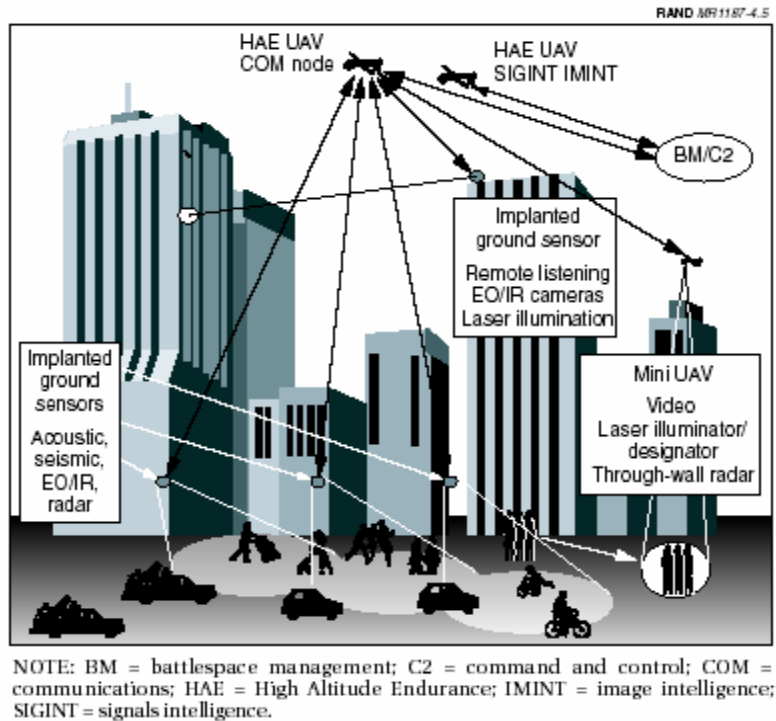 RAND MR1187-4.5
HAE UAV
COM node
HAE UAV
SIGINT IMINT
BM/C2
Implanted
ground sensor
Remote listening
EO/IR cameras
Laser illumination
Implanted
ground
sensors
Acoustic,
seismic,
EO/IR,
radar
Mini UAV
Video
Laser illuminator/
designator
Through-wall radar
NOTE: BM = battlespace management; C2 = command and control; COM =
communications; HAE = High Altitude Endurance; IMINT = image intelligence;
SIGINT = signals intelligence.